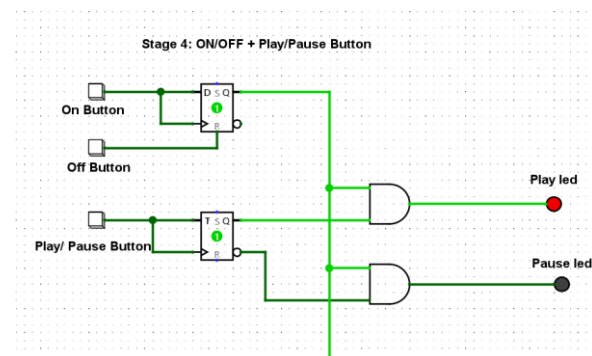 Stage 4: ON/OFF + Play/Pause Button
D S Q
1
R
On Button
Off Button
Play led
T S Q
1
R
Play/ Pause Button
Pause led